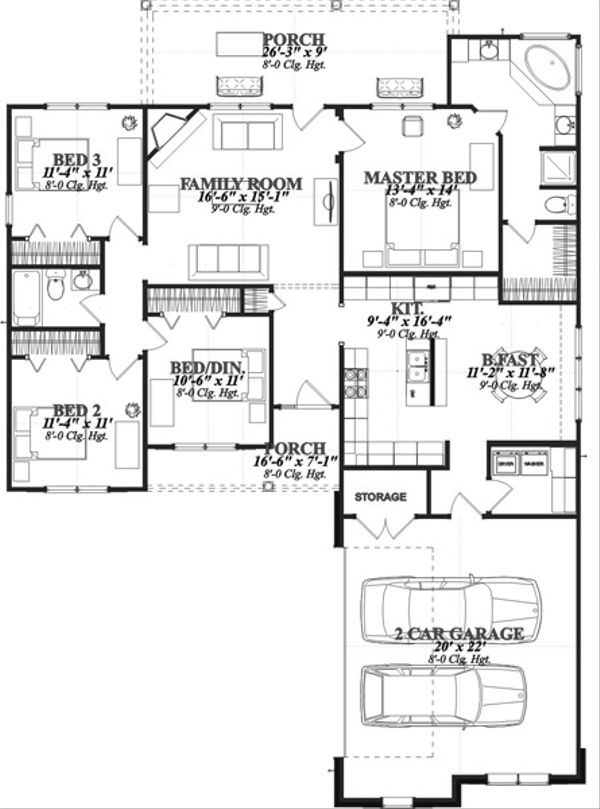 PORCH
26'-3" x 9'
8'-0 Clg. Hgt.
BED 3
11'-4" x 11'
8'-0 Clg. Hgt.
FAMILY ROOM
16'-6" x 15'-1"
9'-0 Clg. Hgt.
MASTER BED
13'-4" x 14'
8'-0 Clg. Hgt.
REF.
KIT.
9'-4" x 16'-4"
9'-0 Clg. Hgt.
B.FAST
11'-2" x 11'-8"
9'-0 Clg. Hgt.
BED/DIN.
10'-6" x 11'
8'-0 Clg. Hgt.
BED 2
11'-4" x 11'
8'-0 Clg. Hgt.
PORCH
16'-6" x 7'-1"
8'-0 Clg. Hgt.
DRYER WASHER
STORAGE
2 CAR GARAGE
20' x 22'
8'-0 Clg. Hgt.